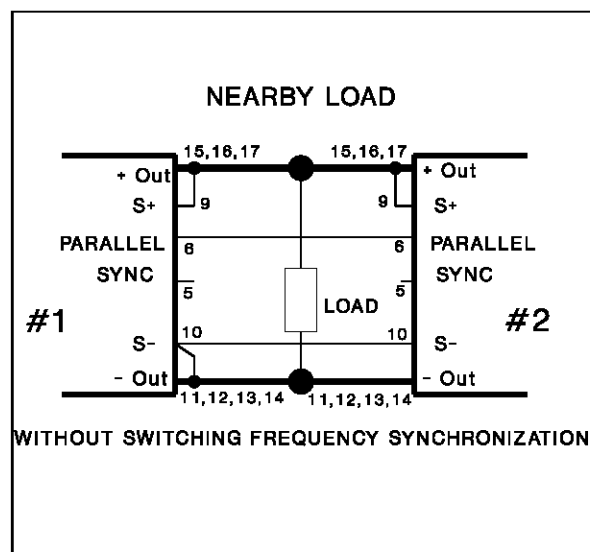 NEARBY LOAD
15,16,17 15,16,17
+ Out + Out
S+ 9 9 S+
PARALLEL 6 6 PARALLEL
SYNC 5 5 SYNC
LOAD
#1 #2
S- 10 10 S-
- Out - Out
11,12,13,14 11,12,13,14
WITHOUT SWITCHING FREQUENCY SYNCHRONIZATION